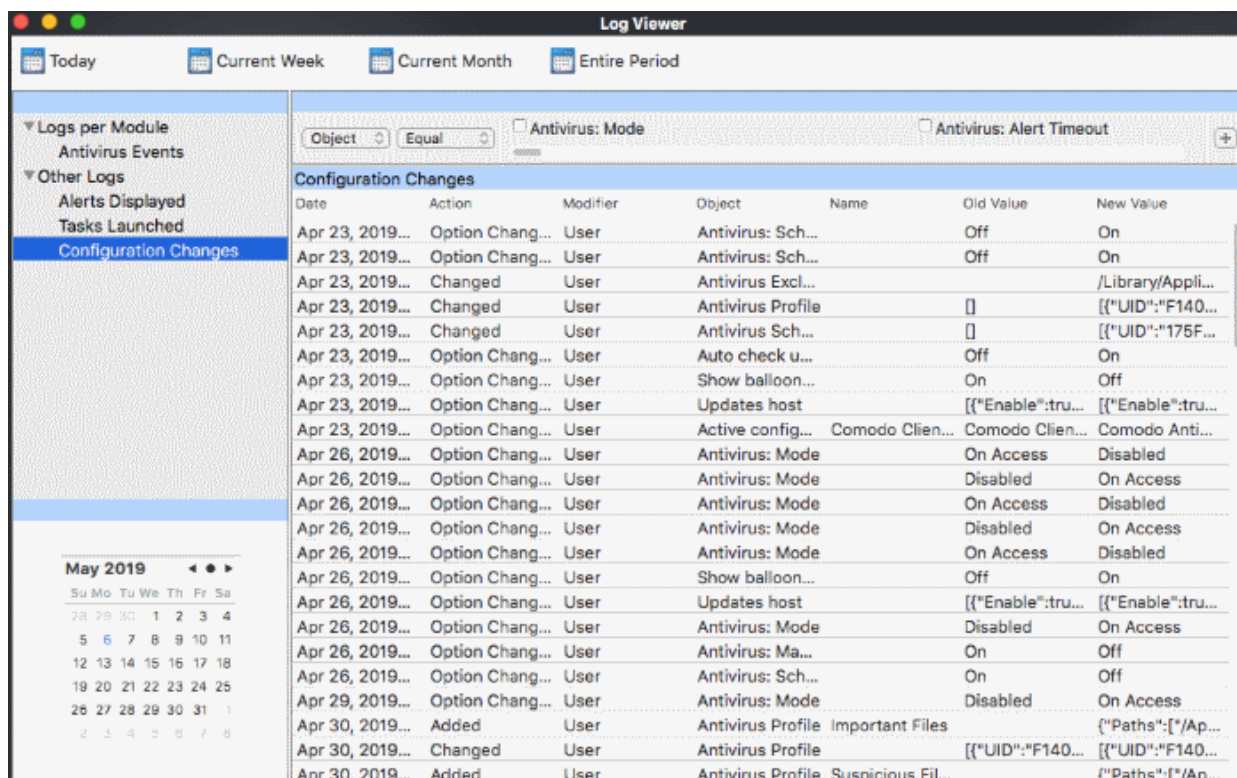 Log Viewer
Today Current Week Current Month Entire Period
Logs per Module
Antivirus Events
Other Logs
Alerts Displayed
Tasks Launched
Configuration Changes
Object Equal Antivirus: Mode Antivirus: Alert Timeout +
Configuration Changes
Date Action Modifier Object Name Old Value New Value
Apr 23, 2019... Option Chang... User Antivirus: Sch... Off On
Apr 23, 2019... Option Chang... User Antivirus: Sch... Off On
Apr 23, 2019... Changed User Antivirus Excl... /Library/Appli...
Apr 23, 2019... Changed User Antivirus Profile [] [{"UID":"F140...
Apr 23, 2019... Changed User Antivirus Sch... [] [{"UID":"175F...
Apr 23, 2019... Option Chang... User Auto check u... Off On
Apr 23, 2019... Option Chang... User Show balloon... On Off
Apr 23, 2019... Option Chang... User Updates host [{"Enable":tru... [{"Enable":tru...
Apr 23, 2019... Option Chang... User Active config... Comodo Clien... Comodo Clien... Comodo Anti...
Apr 26, 2019... Option Chang... User Antivirus: Mode On Access Disabled
Apr 26, 2019... Option Chang... User Antivirus: Mode Disabled On Access
Apr 26, 2019... Option Chang... User Antivirus: Mode On Access Disabled
Apr 26, 2019... Option Chang... User Antivirus: Mode Disabled On Access
Apr 26, 2019... Option Chang... User Antivirus: Mode On Access Disabled
Apr 26, 2019... Option Chang... User Show balloon... Off On
Apr 26, 2019... Option Chang... User Updates host [{"Enable":tru... [{"Enable":tru...
Apr 26, 2019... Option Chang... User Antivirus: Mode Disabled On Access
Apr 26, 2019... Option Chang... User Antivirus: Ma... On Off
Apr 26, 2019... Option Chang... User Antivirus: Sch... On Off
Apr 29, 2019... Option Chang... User Antivirus: Mode Disabled On Access
Apr 30, 2019... Added User Antivirus Profile Important Files {"Paths":["/Ap...
Apr 30, 2019... Changed User Antivirus Profile [{"UID":"F140... [{"UID":"F140...
Apr 30, 2019... Added User Antivirus Profile Suspicious Fil... {"Paths":["/Ap...
May 2019
Su Mo Tu We Th Fr Sa
28 29 30 1 2 3 4
5 6 7 8 9 10 11
12 13 14 15 16 17 18
19 20 21 22 23 24 25
26 27 28 29 30 31 1
2 3 4 5 6 7 8